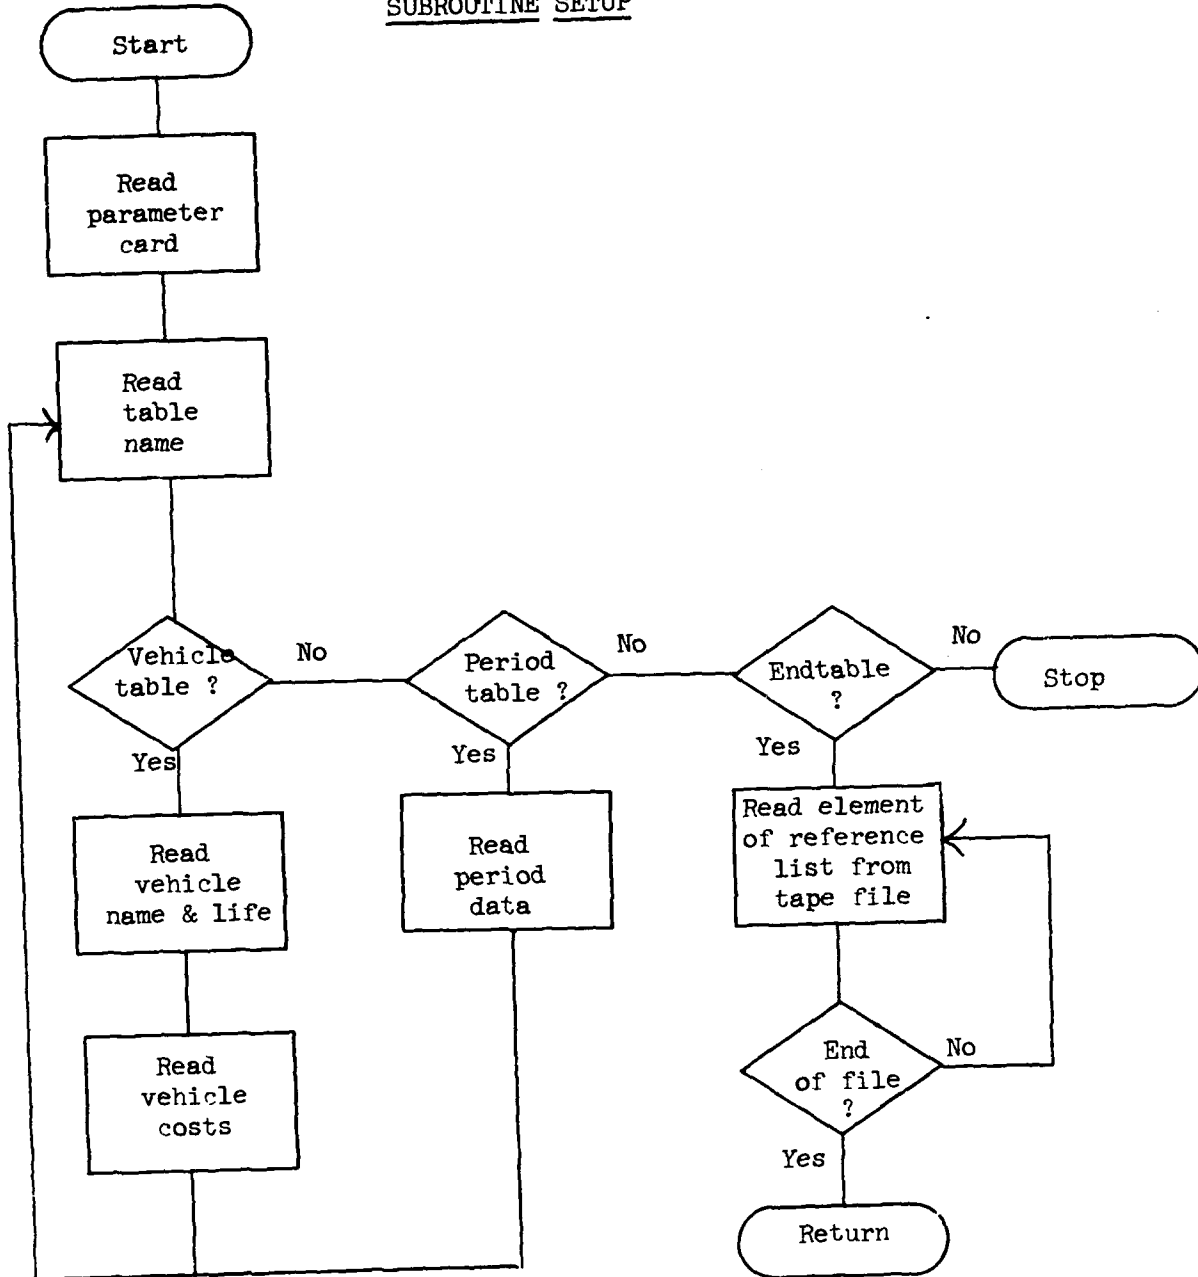 SUBROUTINE SETUP
Start
Read
parameter
card
Read
table
name
Vehicle
table ?
No
Period
table ?
No
Endtable
?
No
Stop
Yes
Yes
Yes
Read
vehicle
name & life
Read
period
data
Read element
of reference
list from
tape file
Read
vehicle
costs
End
of file
?
No
Yes
Return